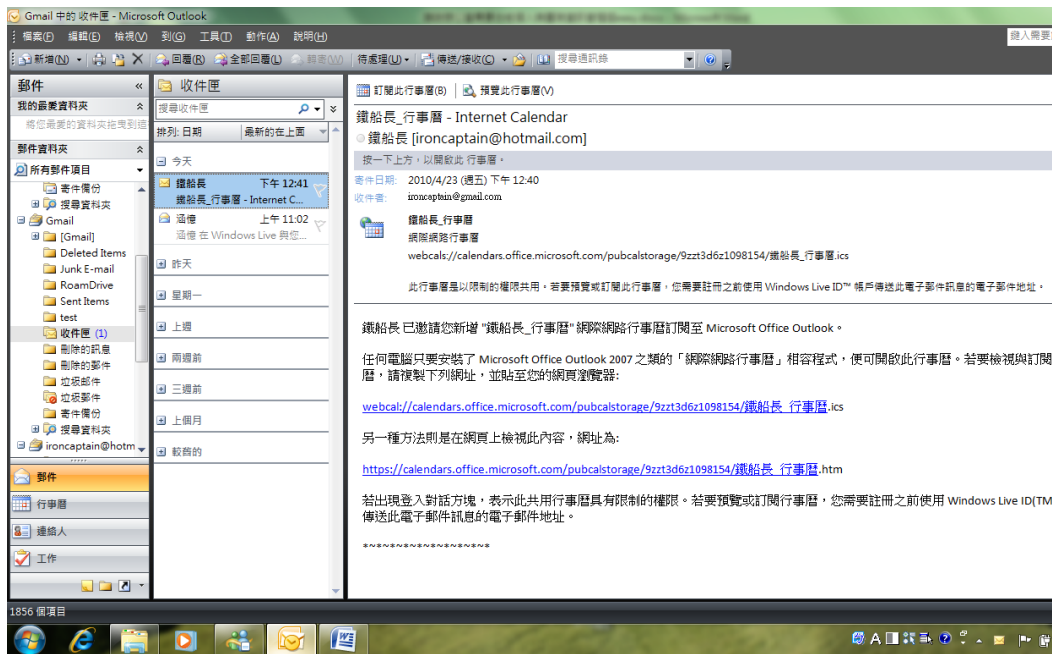 Gmail 中的 收件匣 - Microsoft Outlook
檔案(F) 編輯(E) 檢視(V) 到(G) 工具(T) 動作(A) 說明(H)
鍵入需要
新增(N) 回覆(R) 全部回覆(L) 轉寄(W) 待處理(U) 傳送/接收(C) 搜尋通訊錄
郵件 «
我的最愛資料夾
將您最愛的資料夾拖曳到這
郵件資料夾
所有郵件項目
寄件備份
搜尋資料夾
Gmail
[Gmail]
Deleted Items
Junk E-mail
RoamDrive
Sent Items
test
收件匣 (1)
刪除的訊息
刪除的郵件
垃圾郵件
垃圾郵件
寄件備份
搜尋資料夾
ironcaptain@hotm
郵件
行事曆
連絡人
工作
收件匣
搜尋收件匣
排列: 日期 最新的在上面
今天
鐵船長 下午 12:41
鐵船長_行事曆 - Internet C...
涵憶 上午 11:02
涵憶 在 Windows Live 與您...
昨天
星期一
上週
兩週前
三週前
上個月
較舊的
訂閱此行事曆(B) 預覽此行事曆(V)
鐵船長_行事曆 - Internet Calendar
鐵船長 [ironcaptain@hotmail.com]
按一下上方，以開啟此 行事曆。
寄件日期: 2010/4/23 (週五) 下午 12:40
收件者: ironcaptain@gmail.com
鐵船長_行事曆
網際網路行事曆
webcals://calendars.office.microsoft.com/pubcalstorage/9zzt3d6z1098154/鐵船長_行事曆.ics
此行事曆是以限制的權限共用。若要預覽或訂閱此行事曆，您需要註冊之前使用 Windows Live ID™ 帳戶傳送此電子郵件訊息的電子郵件地址。
鐵船長 已邀請您新增 "鐵船長_行事曆" 網際網路行事曆訂閱至 Microsoft Office Outlook。
任何電腦只要安裝了 Microsoft Office Outlook 2007 之類的「網際網路行事曆」相容程式，便可開啟此行事曆。若要檢視與訂閱
曆，請複製下列網址，並貼至您的網頁瀏覽器:
webcal://calendars.office.microsoft.com/pubcalstorage/9zzt3d6z1098154/鐵船長_行事曆.ics
另一種方法則是在網頁上檢視此內容，網址為:
https://calendars.office.microsoft.com/pubcalstorage/9zzt3d6z1098154/鐵船長_行事曆.htm
若出現登入對話方塊，表示此共用行事曆具有限制的權限。若要預覽或訂閱行事曆，您需要註冊之前使用 Windows Live ID(TM
傳送此電子郵件訊息的電子郵件地址。
*~*~*~*~*~*~*~*~*~*
1856 個項目
A